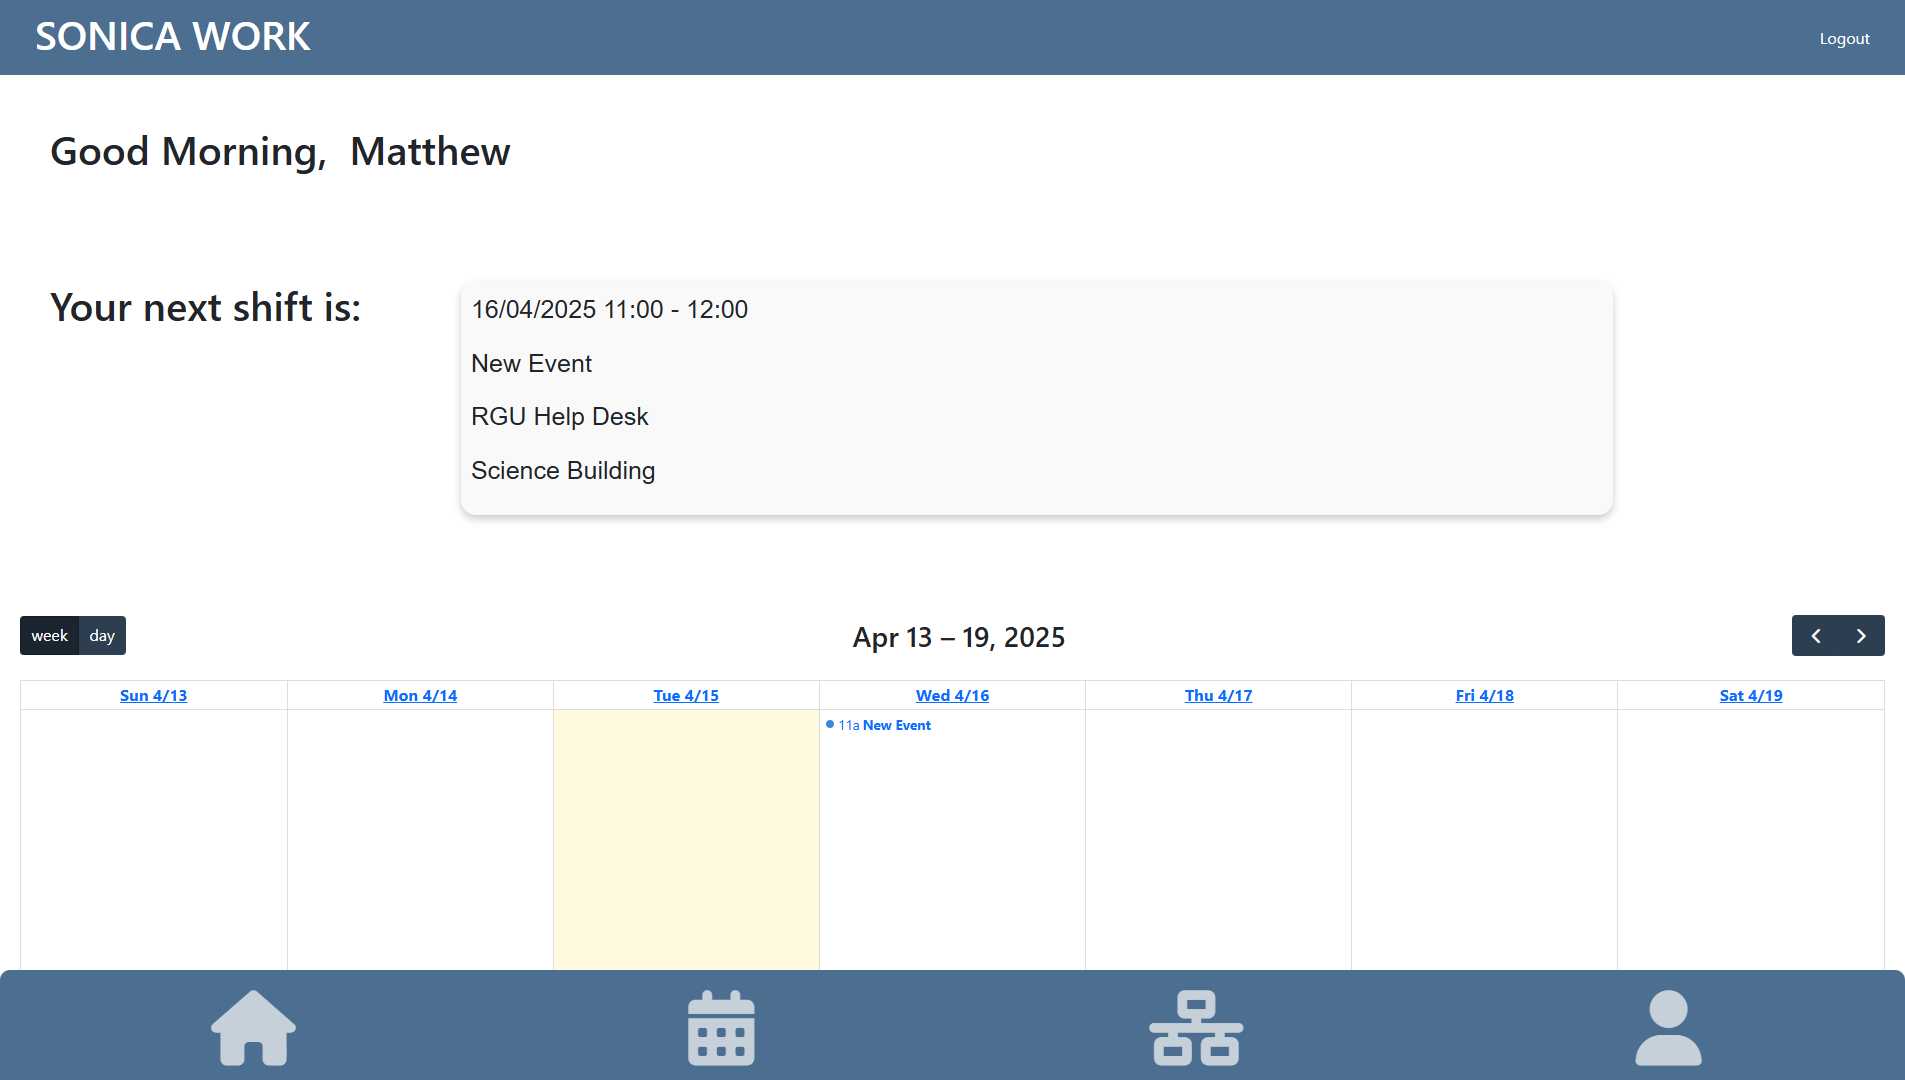 SONICA WORK
Logout
Good Morning,  Matthew
Your next shift is:
16/04/2025 11:00 - 12:00
New Event
RGU Help Desk
Science Building
week day
Apr 13 – 19, 2025
Sun 4/13 Mon 4/14 Tue 4/15 Wed 4/16 Thu 4/17 Fri 4/18 Sat 4/19
11a New Event